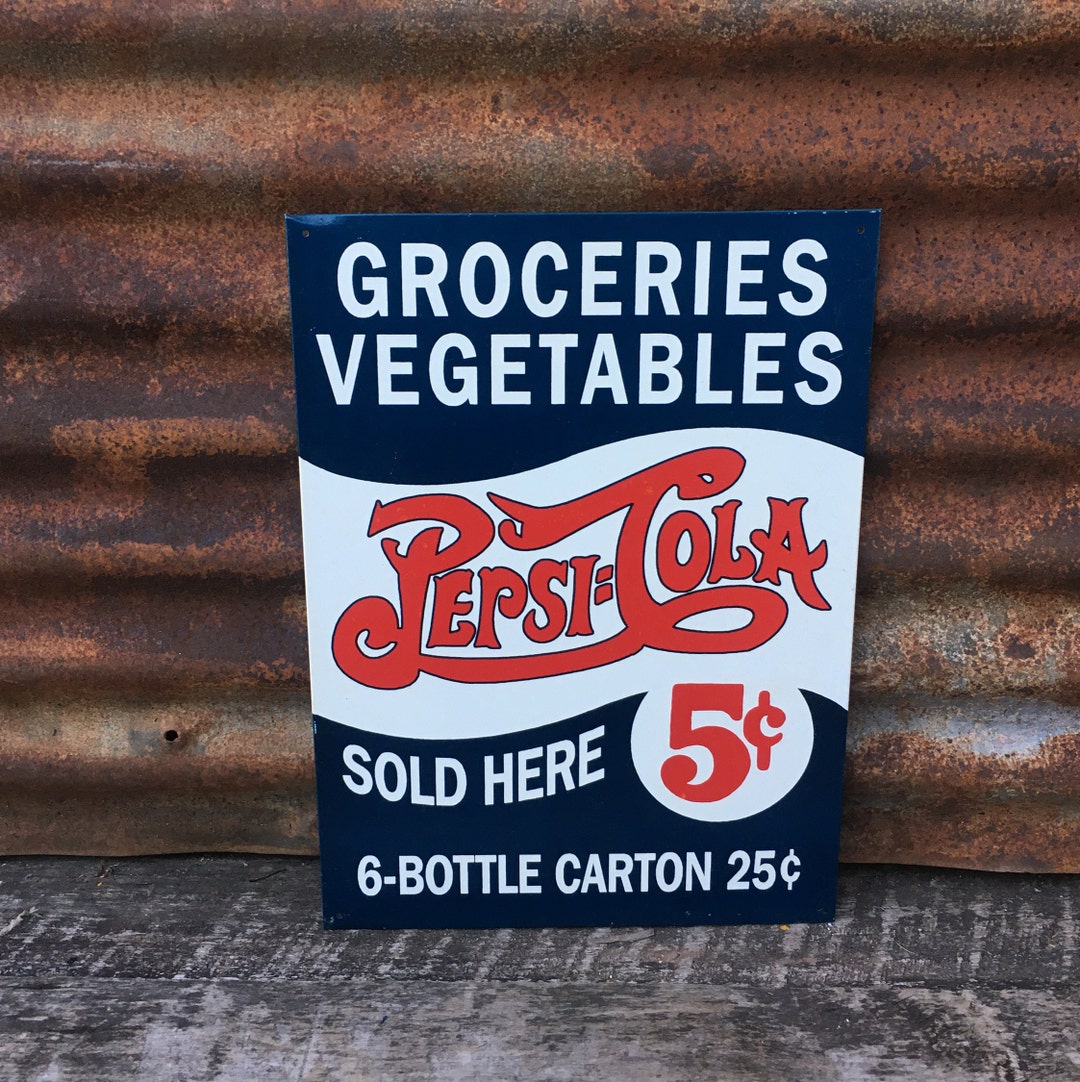 GROCERIES
VEGETABLES
PEPSI=COLA
5¢
SOLD HERE
6-BOTTLE CARTON 25¢